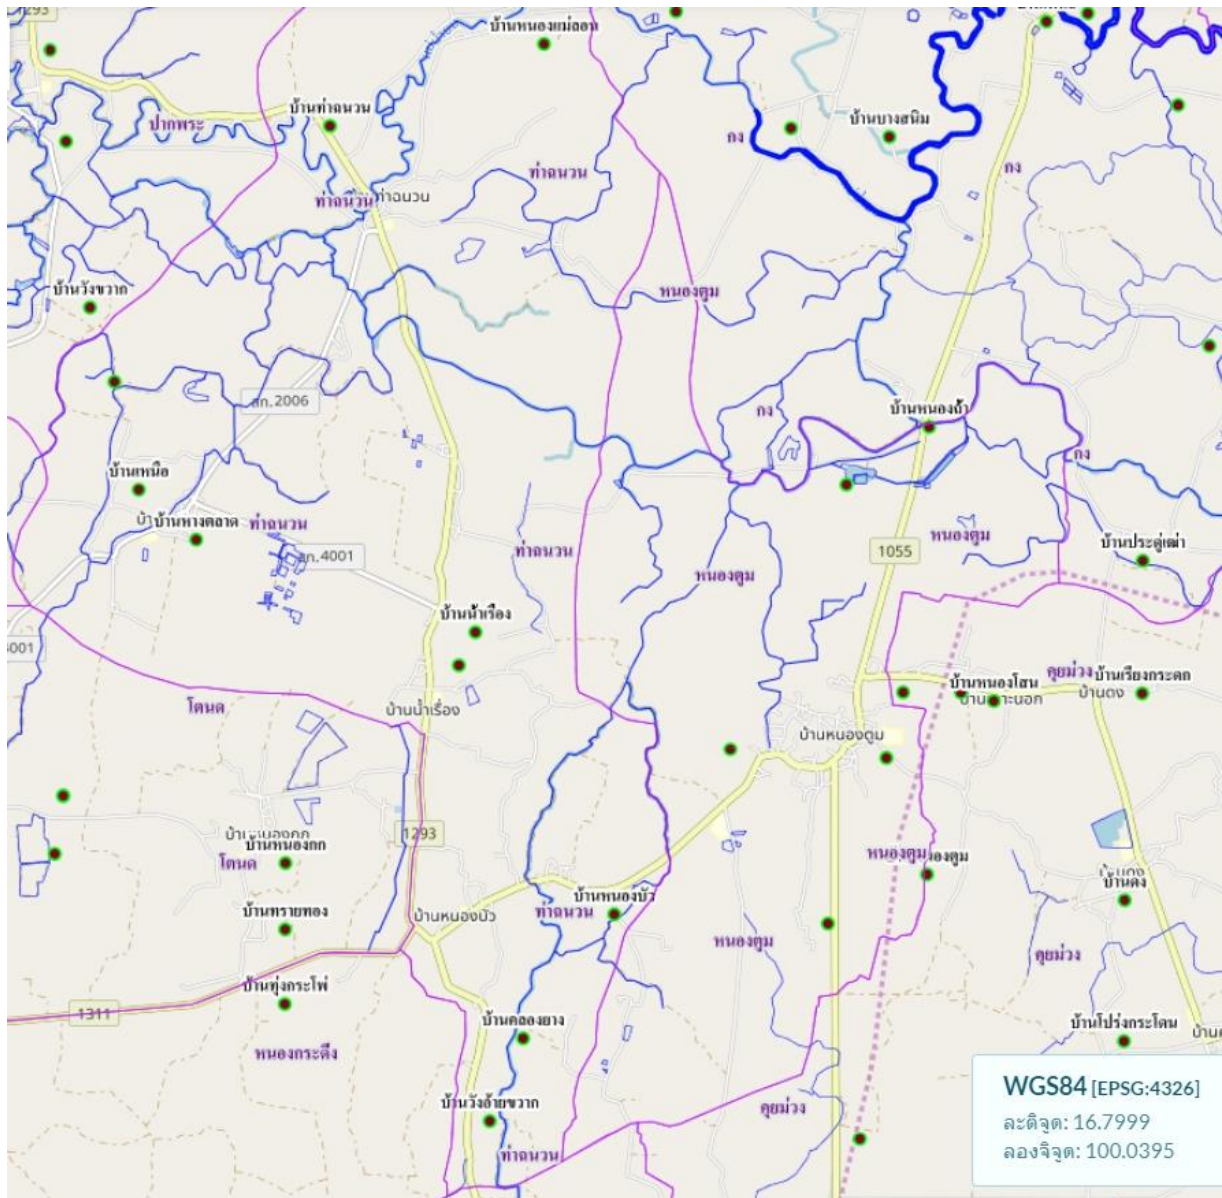 1293
บ้านหนองแม่ลอน
บ้านท่าฉนวน
ปากพระ
บ้านบางสนิม
กง
กง
ท่าฉนวน
ท่าฉนวน
ท่าฉนวน
บ้านวังขวาก
หนองตูม
สท.2006
กง
บ้านหนองถ้ำ
กง
บ้านเหนือ
บ้านหางตลาด
ท่าฉนวน
สท.4001
ท่าฉนวน
1055
หนองตูม
บ้านประดู่เฒ่า
หนองตูม
บ้านน้ำเรื่อง
4001
คุยม่วง
บ้านเรียงกระดก
บ้านหนองโสน
บ้านดง
โตนด
บ้านน้ำเรื่อง
บ้านหนองตูม
1293
บ้านหนองกก
โตนด
หนองตูม
บ้านดง
บ้านหนองบัว
บ้านทรายทอง
บ้านหนองบัว
ท่าฉนวน
หนองตูม
คุยม่วง
บ้านทุ่งกระโพ่
1311
บ้านคลองยาง
บ้านโปร่งกระโดน
หนองกระดิ่ง
บ้านวังอ้ายขวาก
คุยม่วง
ท่าฉนวน
WGS84 [EPSG:4326]
ละติจูด: 16.7999
ลองจิจูด: 100.0395